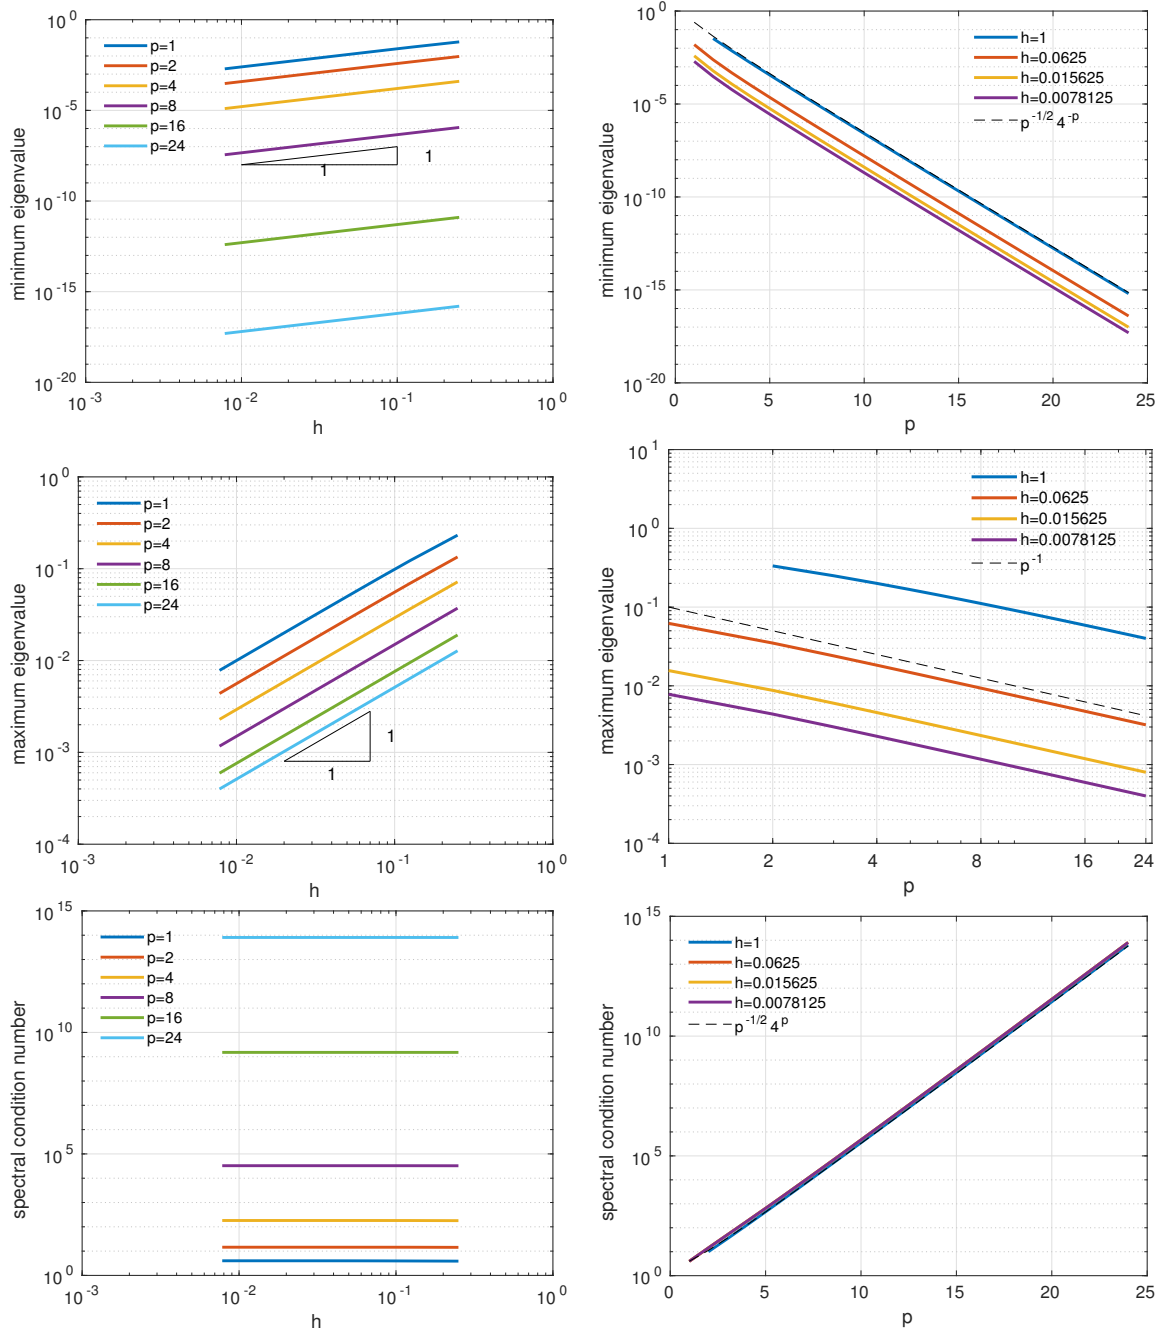 10^0
10^-5
10^-10
10^-15
10^-20
minimum eigenvalue
p=1
p=2
p=4
p=8
p=16
p=24
1
1
10^-3
10^-2
10^-1
10^0
h
10^0
10^-5
10^-10
10^-15
10^-20
minimum eigenvalue
h=1
h=0.0625
h=0.015625
h=0.0078125
p^-1/2 4^-p
0
5
10
15
20
25
p
10^0
10^-1
10^-2
10^-3
10^-4
maximum eigenvalue
p=1
p=2
p=4
p=8
p=16
p=24
1
1
10^-3
10^-2
10^-1
10^0
h
10^1
10^0
10^-1
10^-2
10^-3
10^-4
maximum eigenvalue
h=1
h=0.0625
h=0.015625
h=0.0078125
p^-1
1
2
4
8
16
24
p
10^15
10^10
10^5
10^0
spectral condition number
p=1
p=2
p=4
p=8
p=16
p=24
10^-3
10^-2
10^-1
10^0
h
10^15
10^10
10^5
10^0
spectral condition number
h=1
h=0.0625
h=0.015625
h=0.0078125
p^-1/2 4^p
0
5
10
15
20
25
p